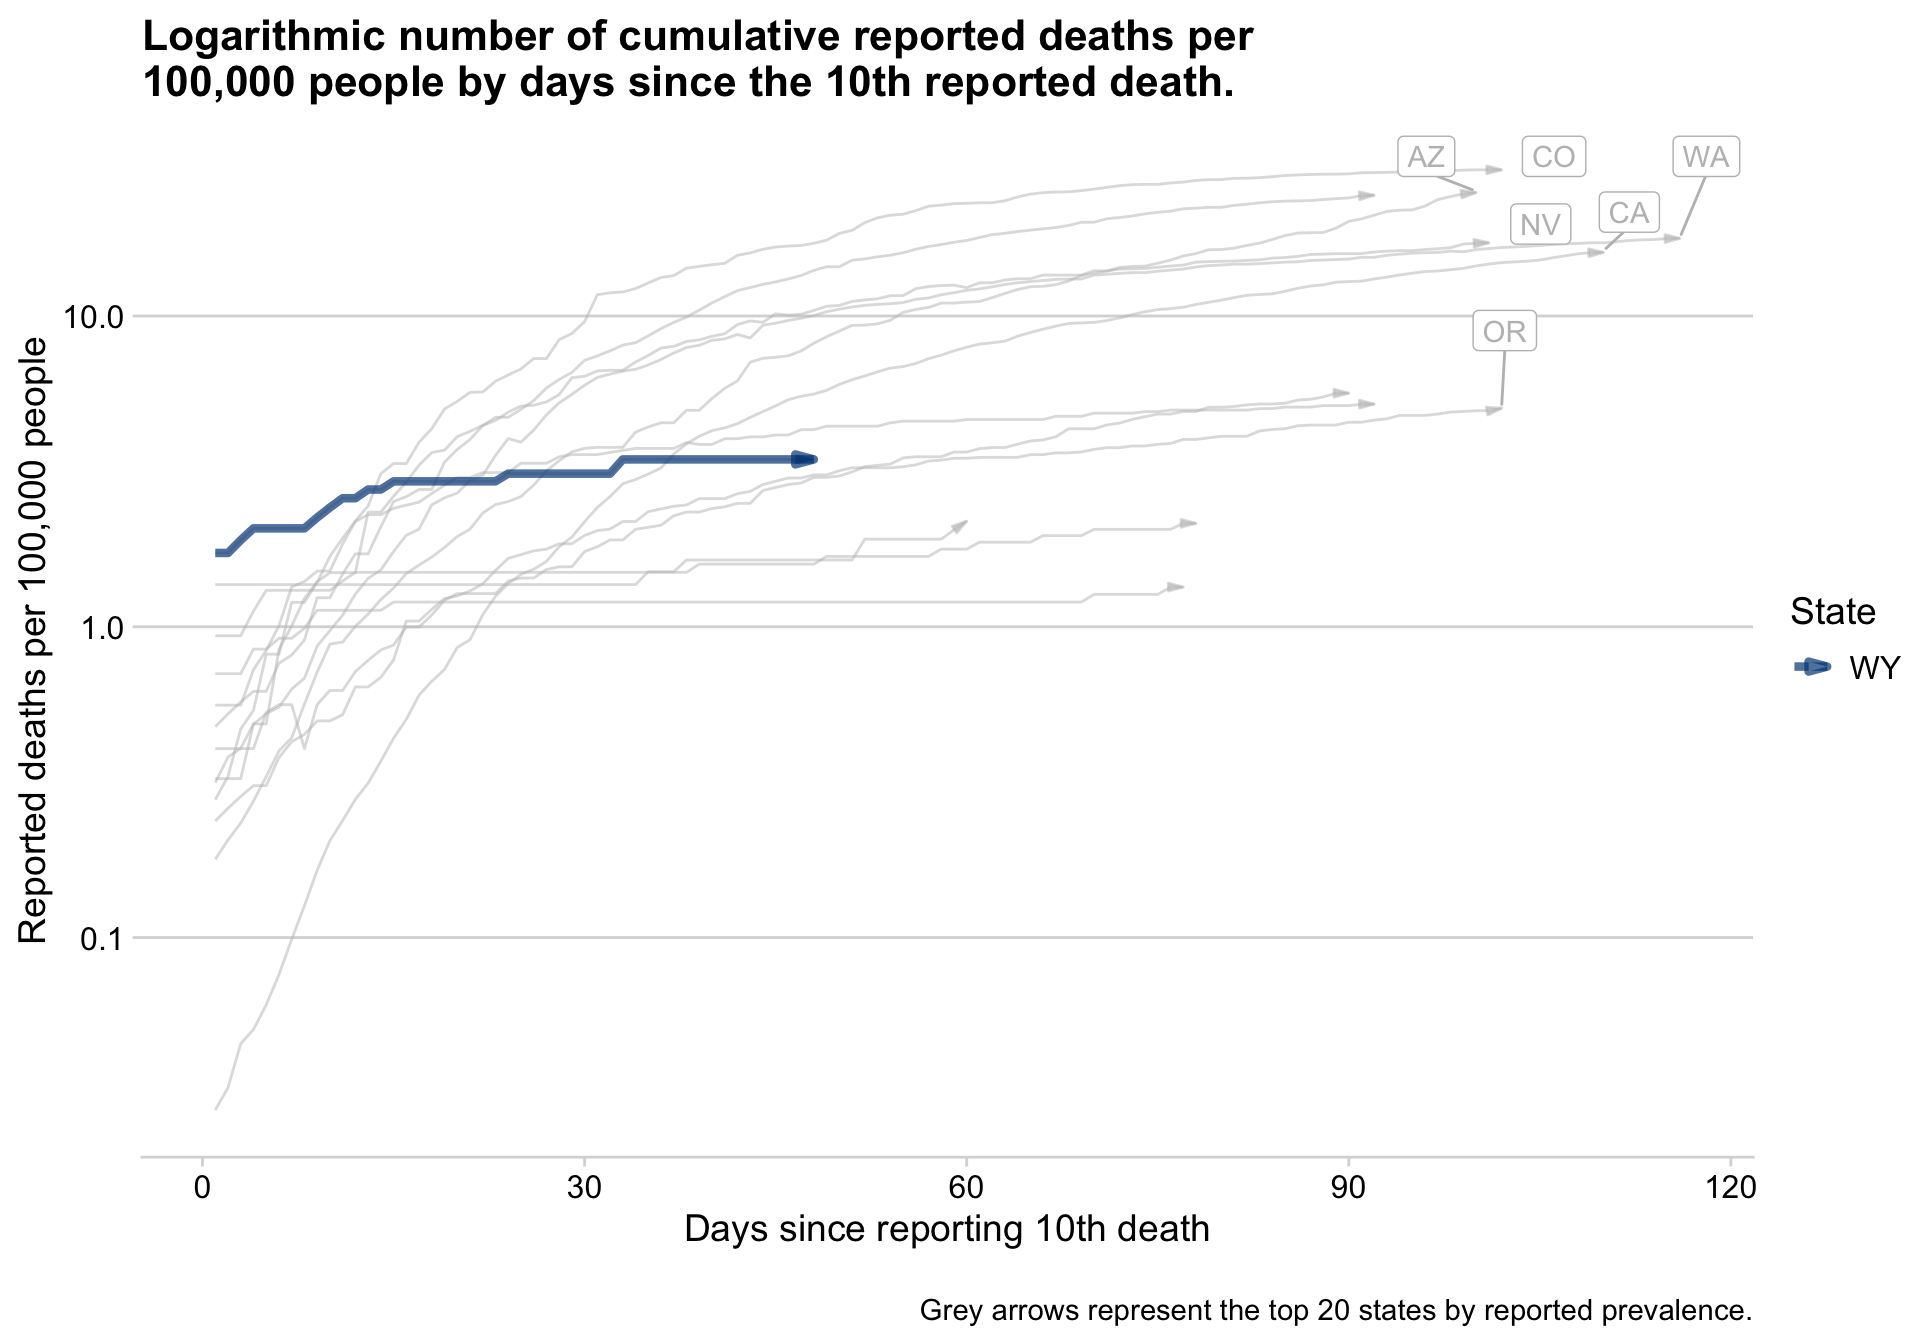 Logarithmic number of cumulative reported deaths per
100,000 people by days since the 10th reported death.
AZ
CO
WA
CA
NV
OR
10.0
1.0
0.1
Reported deaths per 100,000 people
0
30
60
90
120
Days since reporting 10th death
State
WY
Grey arrows represent the top 20 states by reported prevalence.